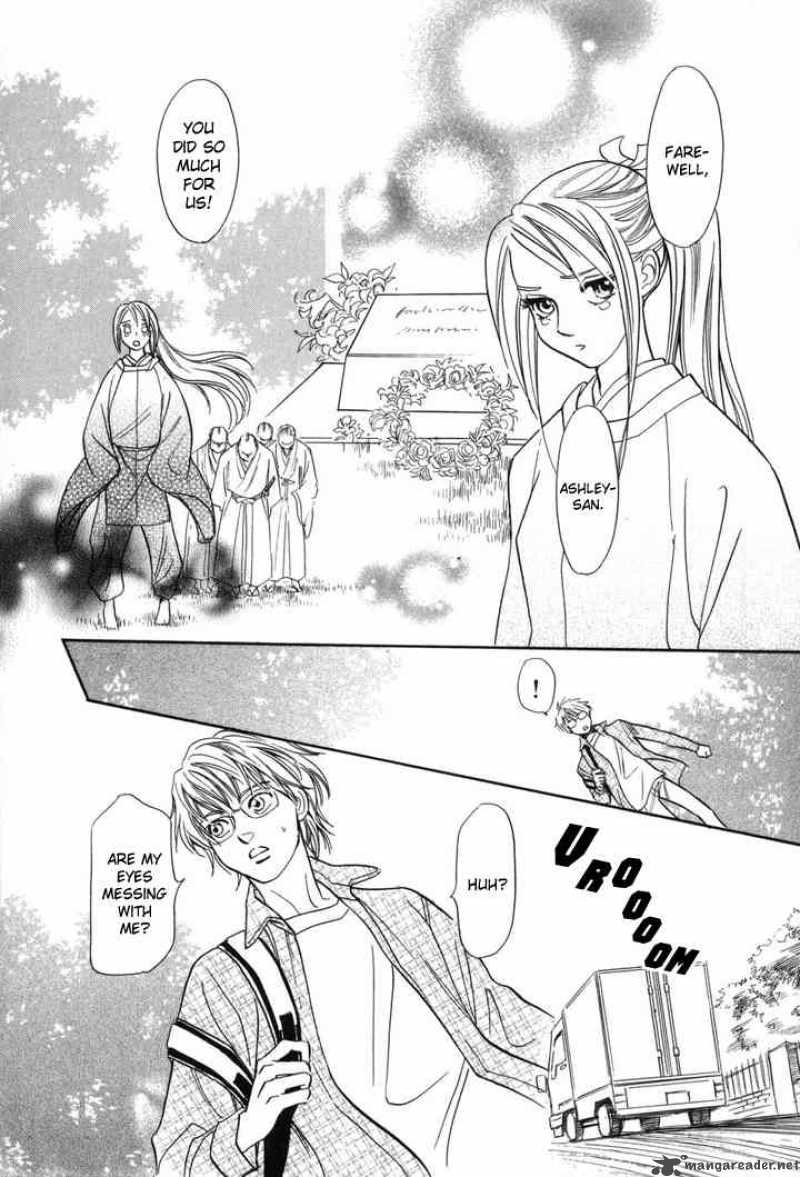 FARE-
WELL,
ASHLEY-
SAN.
YOU
DID SO
MUCH
FOR
US!
!
HUH?
ARE MY
EYES
MESSING
WITH
ME?
VROOOOM
mangareader.net